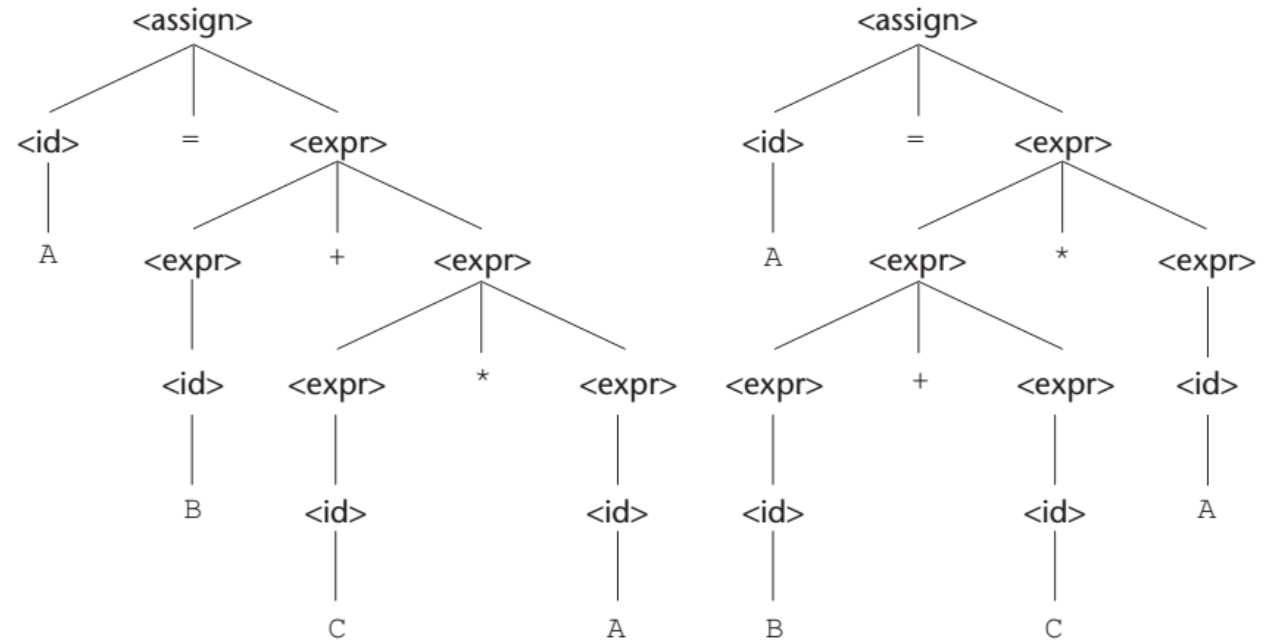 <assign> <assign>
<id> = <expr> <id> = <expr>
A <expr> + <expr> A <expr> * <expr>
<id> <expr> * <expr> <expr> + <expr> <id>
B <id> <id> <id> <id> A
C A B C